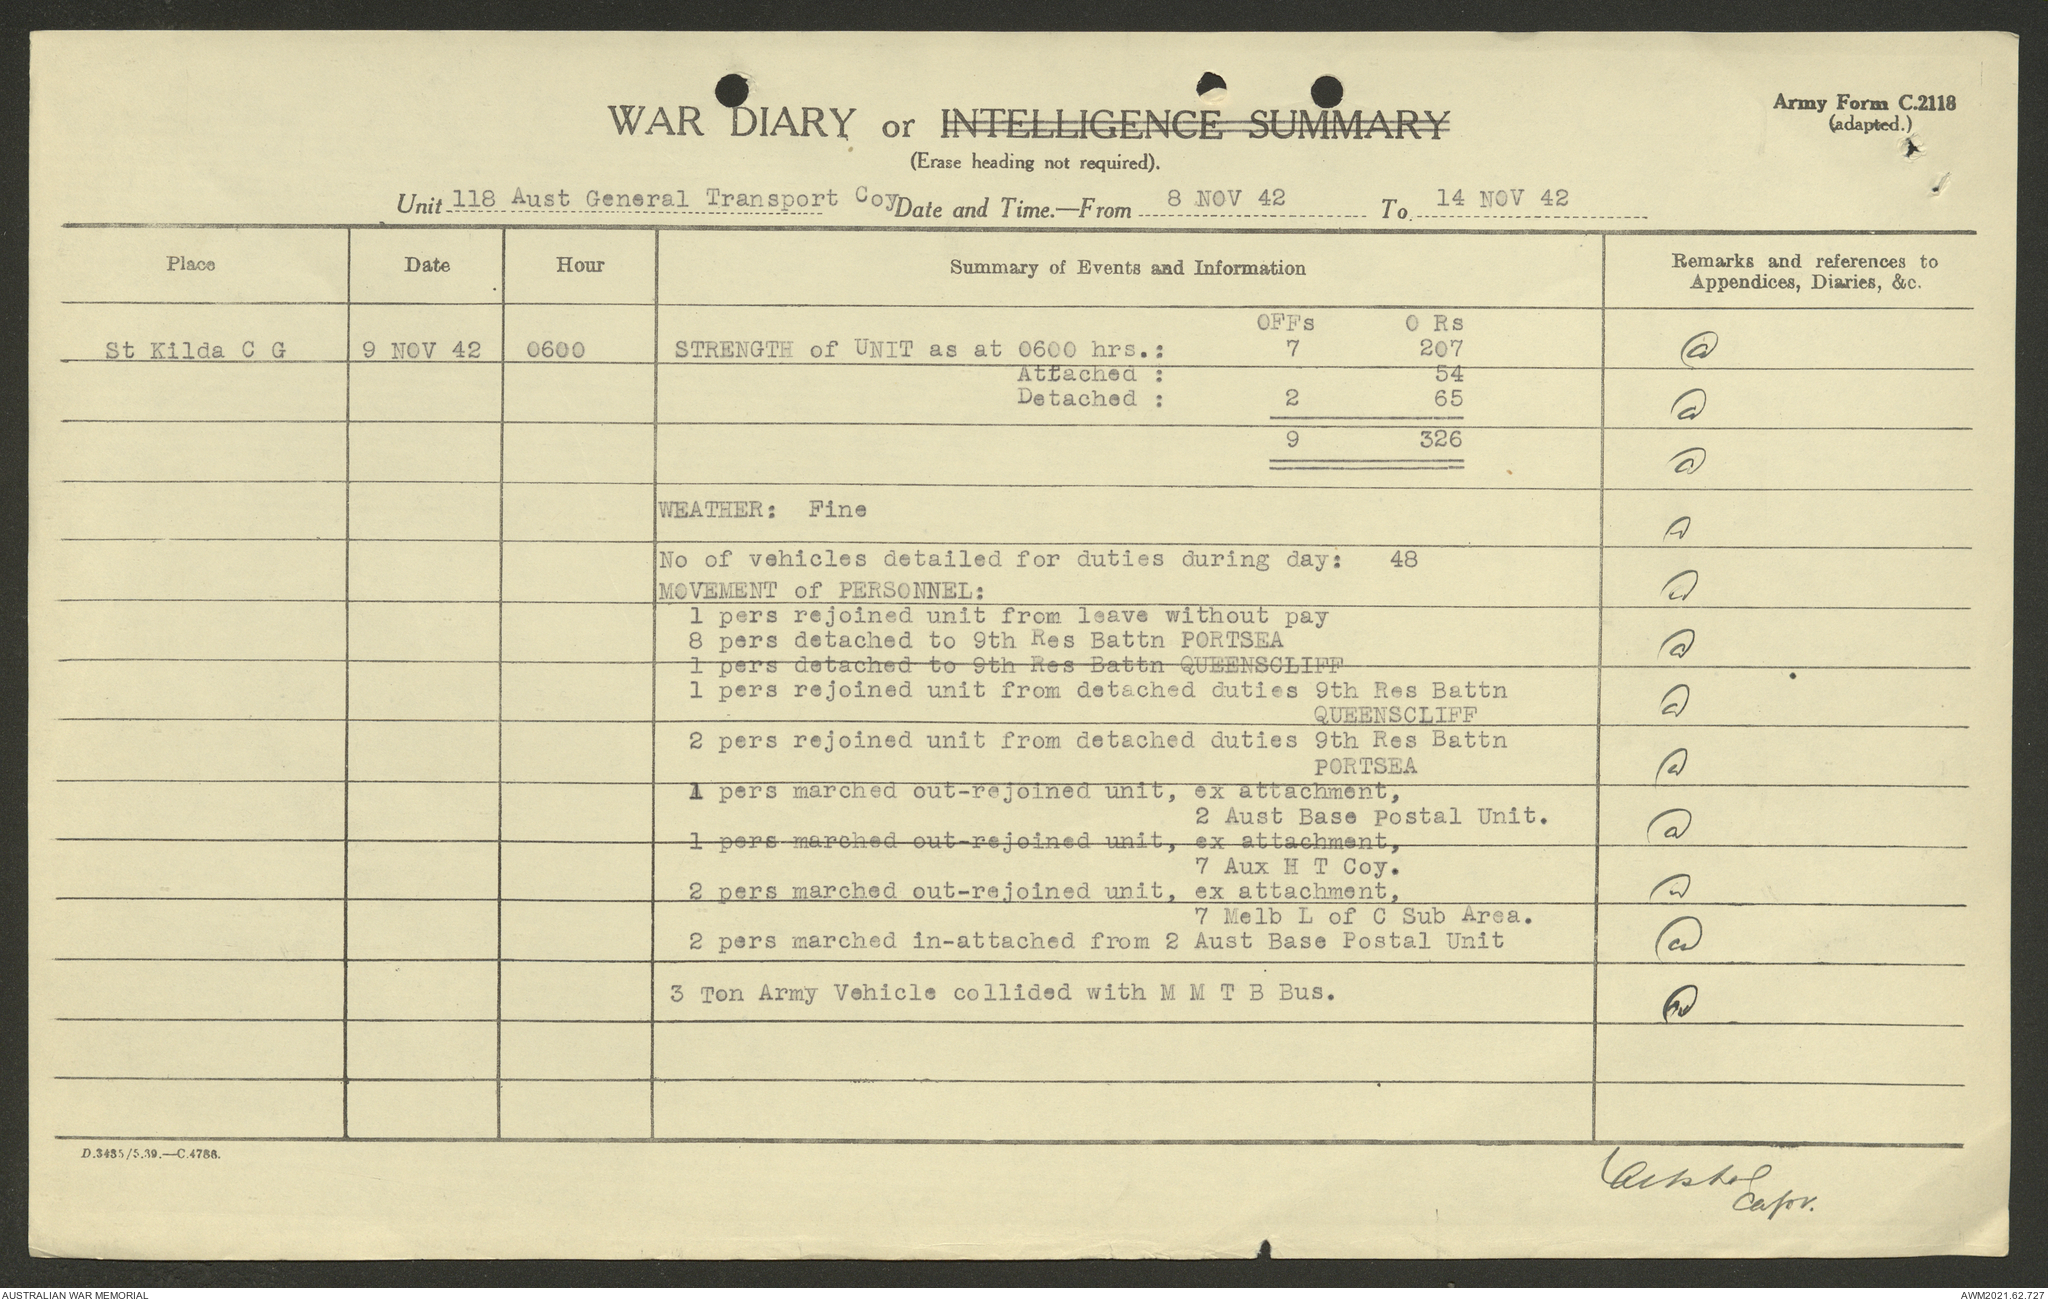 WAR DIARY or INTELLIGENCE SUMMARY
(Erase heading not required).
Army Form C.2118
(adapted.)
Unit 118 Aust General Transport Coy Date and Time.—From 8 NOV 42 To 14 NOV 42
Place Date Hour Summary of Events and Information Remarks and references to
Appendices, Diaries, &c.
OFFs O Rs
St Kilda C G 9 NOV 42 0600 STRENGTH of UNIT as at 0600 hrs.: 7 207
Attached : 54
Detached : 2 65
9 326
WEATHER: Fine
No of vehicles detailed for duties during day: 48
MOVEMENT of PERSONNEL:
1 pers rejoined unit from leave without pay
8 pers detached to 9th Res Battn PORTSEA
1 pers detached to 9th Res Battn QUEENSCLIFF
1 pers rejoined unit from detached duties 9th Res Battn
QUEENSCLIFF
2 pers rejoined unit from detached duties 9th Res Battn
PORTSEA
1 pers marched out-rejoined unit, ex attachment,
2 Aust Base Postal Unit.
1 pers marched out-rejoined unit, ex attachment,
7 Aux H T Coy.
2 pers marched out-rejoined unit, ex attachment,
7 Melb L of C Sub Area.
2 pers marched in-attached from 2 Aust Base Postal Unit
3 Ton Army Vehicle collided with M M T B Bus.
D.3435/5.39.—C.4788.
Capt.
AUSTRALIAN WAR MEMORIAL AWM2021.62.727